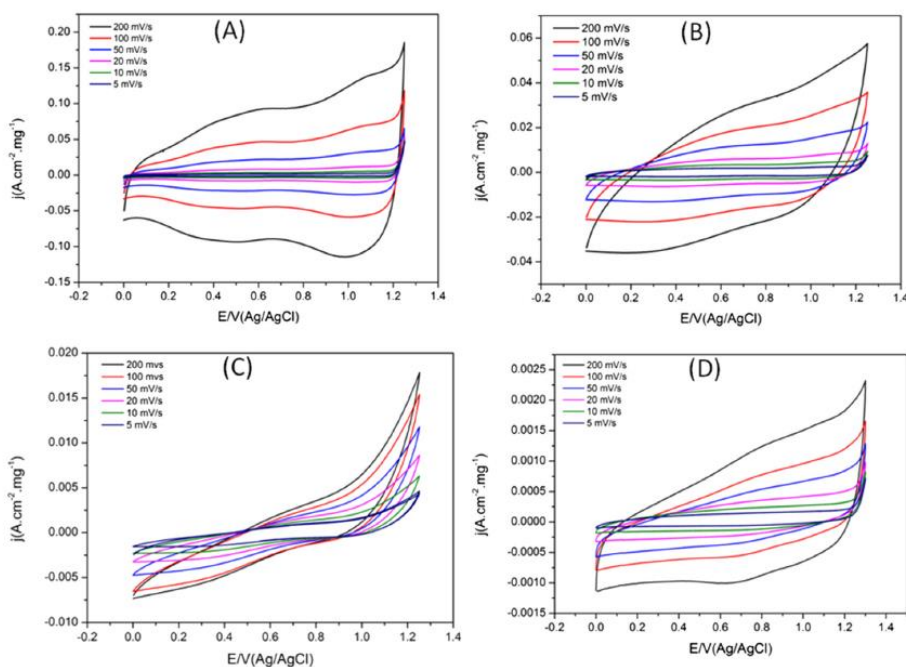 (A)
200 mV/s
100 mV/s
50 mV/s
20 mV/s
10 mV/s
5 mV/s
j(A.cm-2.mg-1)
0.20
0.15
0.10
0.05
0.00
-0.05
-0.10
-0.15
-0.2 0.0 0.2 0.4 0.6 0.8 1.0 1.2 1.4
E/V(Ag/AgCl)
(B)
200 mV/s
100 mV/s
50 mV/s
20 mV/s
10 mV/s
5 mV/s
j(A.cm-2.mg-1)
0.06
0.04
0.02
0.00
-0.02
-0.04
-0.2 0.0 0.2 0.4 0.6 0.8 1.0 1.2 1.4
E/V(Ag/AgCl)
(C)
200 mvs
100 mvs
50 mV/s
20 mV/s
10 mV/s
5 mV/s
j(A.cm-2.mg-1)
0.020
0.015
0.010
0.005
0.000
-0.005
-0.010
-0.2 0.0 0.2 0.4 0.6 0.8 1.0 1.2 1.4
E/V(Ag/AgCl)
(D)
200 mV/s
100 mV/s
50 mV/s
20 mV/s
10 mV/s
5 mV/s
j(A.cm-2.mg-1)
0.0025
0.0020
0.0015
0.0010
0.0005
0.0000
-0.0005
-0.0010
-0.0015
-0.2 0.0 0.2 0.4 0.6 0.8 1.0 1.2 1.4
E/V(Ag/AgCl)